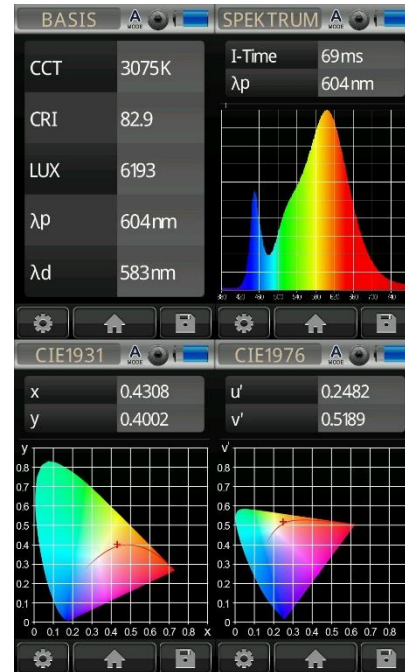 BASIS
A
MODE
CCT 3075K
CRI 82.9
LUX 6193
λp 604nm
λd 583nm
SPEKTRUM
A
MODE
I-Time 69ms
λp 604nm
1
CIE1931
A
MODE
x 0.4308
y 0.4002
y
0.8
0.7
0.6
0.5
0.4
0.3
0.2
0.1
0
0 0.1 0.2 0.3 0.4 0.5 0.6 0.7 0.8 x
CIE1976
A
MODE
u' 0.2482
v' 0.5189
v'
0.8
0.7
0.6
0.5
0.4
0.3
0.2
0.1
0
0 0.1 0.2 0.3 0.4 0.5 0.6 0.7 0.8 u'